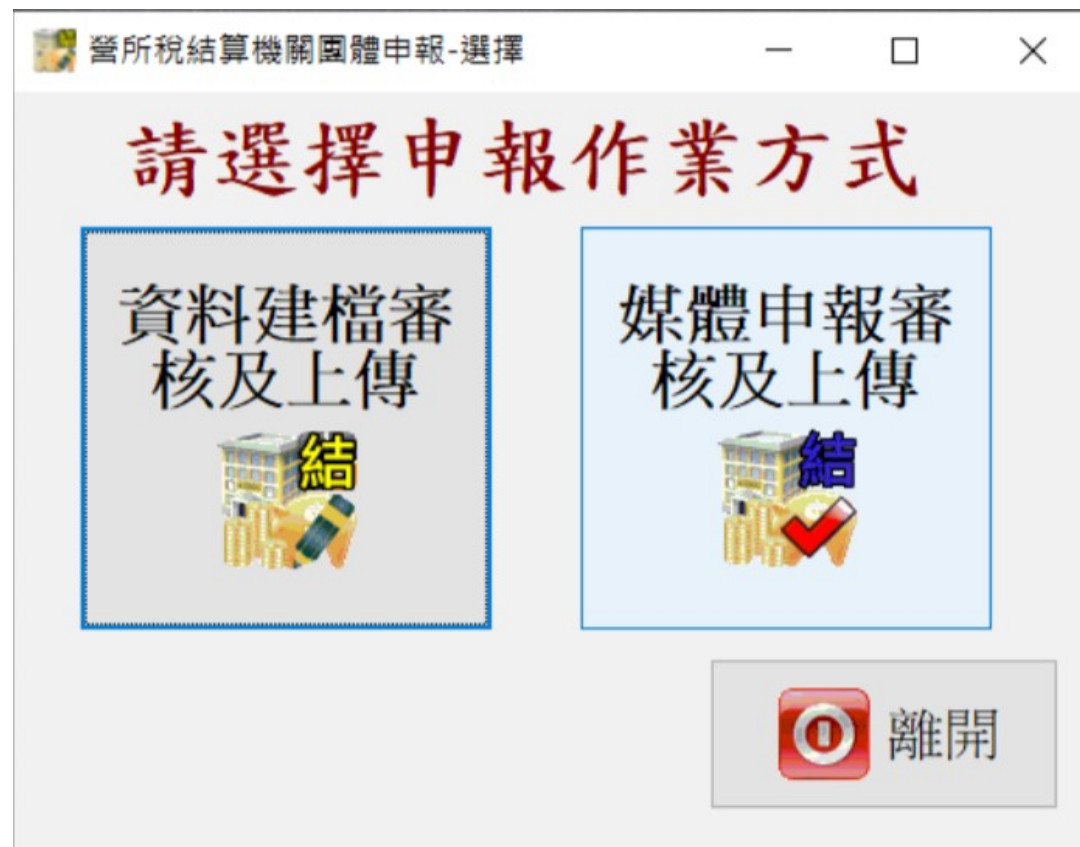 營所稅結算機關團體申報-選擇
請選擇申報作業方式
資料建檔審
核及上傳
結
媒體申報審
核及上傳
結
離開